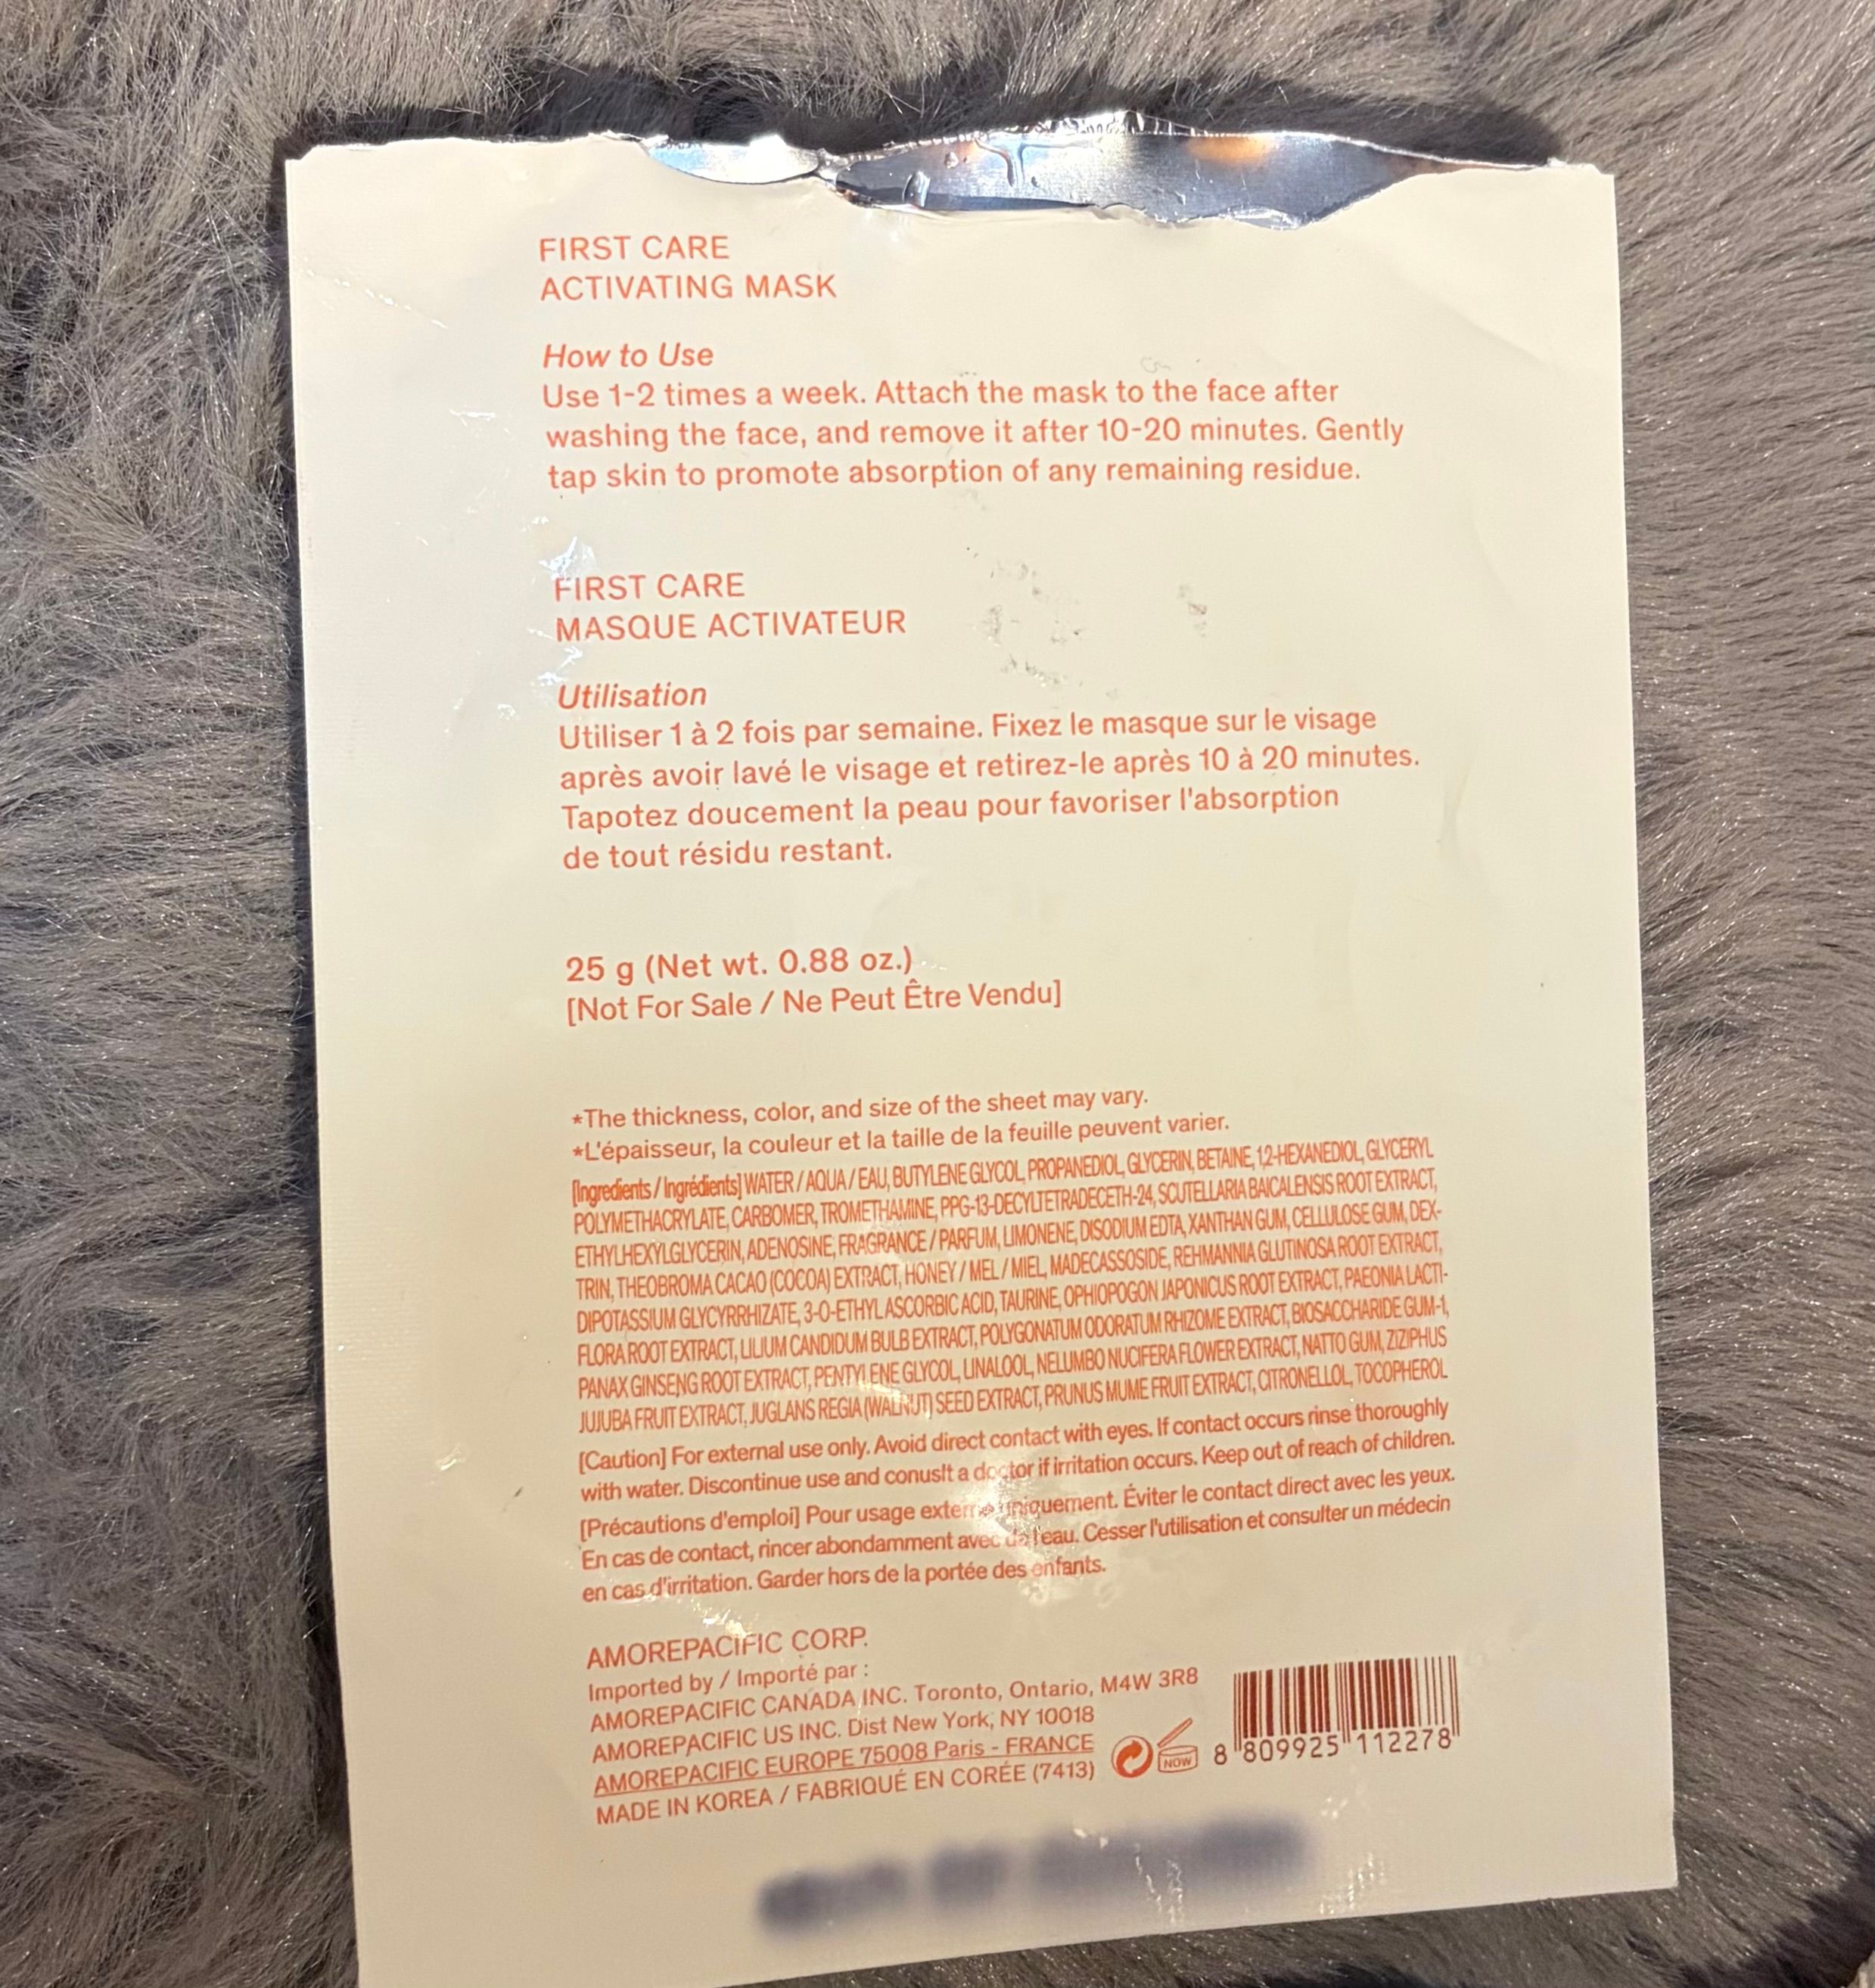 FIRST CARE
ACTIVATING MASK
How to Use
Use 1-2 times a week. Attach the mask to the face after
washing the face, and remove it after 10-20 minutes. Gently
tap skin to promote absorption of any remaining residue.
FIRST CARE
MASQUE ACTIVATEUR
Utilisation
Utiliser 1 à 2 fois par semaine. Fixez le masque sur le visage
après avoir lavé le visage et retirez-le après 10 à 20 minutes.
Tapotez doucement la peau pour favoriser l'absorption
de tout résidu restant.
25 g (Net wt. 0.88 oz.)
[Not For Sale / Ne Peut Être Vendu]
*The thickness, color, and size of the sheet may vary.
*L'épaisseur, la couleur et la taille de la feuille peuvent varier.
[Ingredients / Ingrédients] WATER / AQUA / EAU, BUTYLENE GLYCOL, PROPANEDIOL, GLYCERIN, BETAINE, 1,2-HEXANEDIOL, GLYCERYL
POLYMETHACRYLATE, CARBOMER, TROMETHAMINE, PPG-13-DECYLTETRADECETH-24, SCUTELLARIA BAICALENSIS ROOT EXTRACT,
ETHYLHEXYLGLYCERIN, ADENOSINE, FRAGRANCE / PARFUM, LIMONENE, DISODIUM EDTA, XANTHAN GUM, CELLULOSE GUM, DEX-
TRIN, THEOBROMA CACAO (COCOA) EXTRACT, HONEY / MEL / MIEL, MADECASSOSIDE, REHMANNIA GLUTINOSA ROOT EXTRACT,
DIPOTASSIUM GLYCYRRHIZATE, 3-O-ETHYL ASCORBIC ACID, TAURINE, OPHIOPOGON JAPONICUS ROOT EXTRACT, PAEONIA LACTI-
FLORA ROOT EXTRACT, LILIUM CANDIDUM BULB EXTRACT, POLYGONATUM ODORATUM RHIZOME EXTRACT, BIOSACCHARIDE GUM-1,
PANAX GINSENG ROOT EXTRACT, PENTYLENE GLYCOL, LINALOOL, NELUMBO NUCIFERA FLOWER EXTRACT, NATTO GUM, ZIZIPHUS
JUJUBA FRUIT EXTRACT, JUGLANS REGIA (WALNUT) SEED EXTRACT, PRUNUS MUME FRUIT EXTRACT, CITRONELLOL, TOCOPHEROL
[Caution] For external use only. Avoid direct contact with eyes. If contact occurs rinse thoroughly
with water. Discontinue use and conuslt a doctor if irritation occurs. Keep out of reach of children.
[Précautions d'emploi] Pour usage externe uniquement. Éviter le contact direct avec les yeux.
En cas de contact, rincer abondamment avec de l'eau. Cesser l'utilisation et consulter un médecin
en cas d'irritation. Garder hors de la portée des enfants.
AMOREPACIFIC CORP.
Imported by / Importé par :
AMOREPACIFIC CANADA INC. Toronto, Ontario, M4W 3R8
AMOREPACIFIC US INC. Dist New York, NY 10018
AMOREPACIFIC EUROPE 75008 Paris - FRANCE
MADE IN KOREA / FABRIQUÉ EN CORÉE (7413)
NOW
8 809925 112278